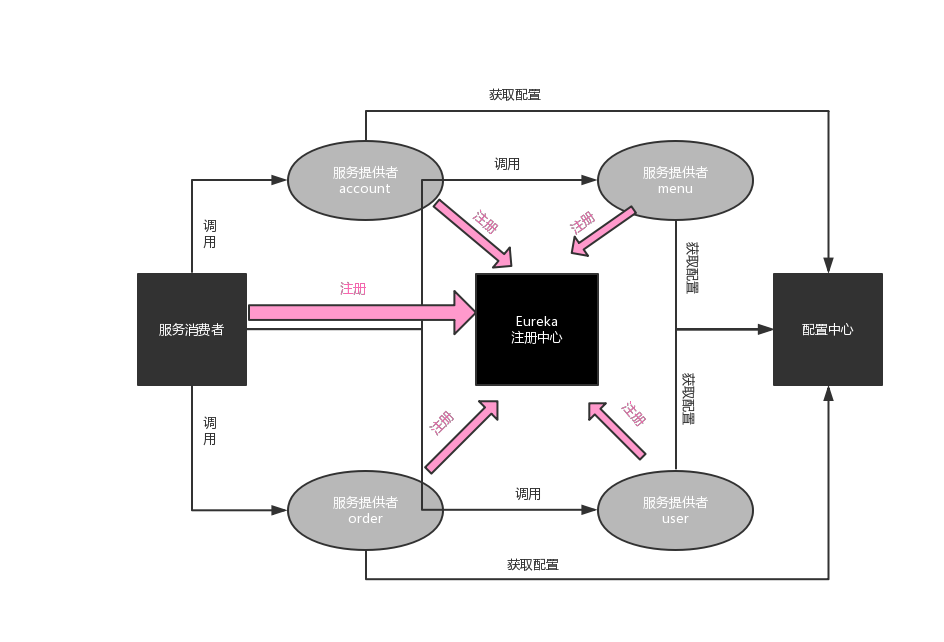 获取配置
服务提供者
account
调用
服务提供者
menu
注册
注册
调
用
获取配置
注册
服务消费者
Eureka
注册中心
配置中心
获取配置
注册
注册
调
用
服务提供者
order
调用
服务提供者
user
获取配置